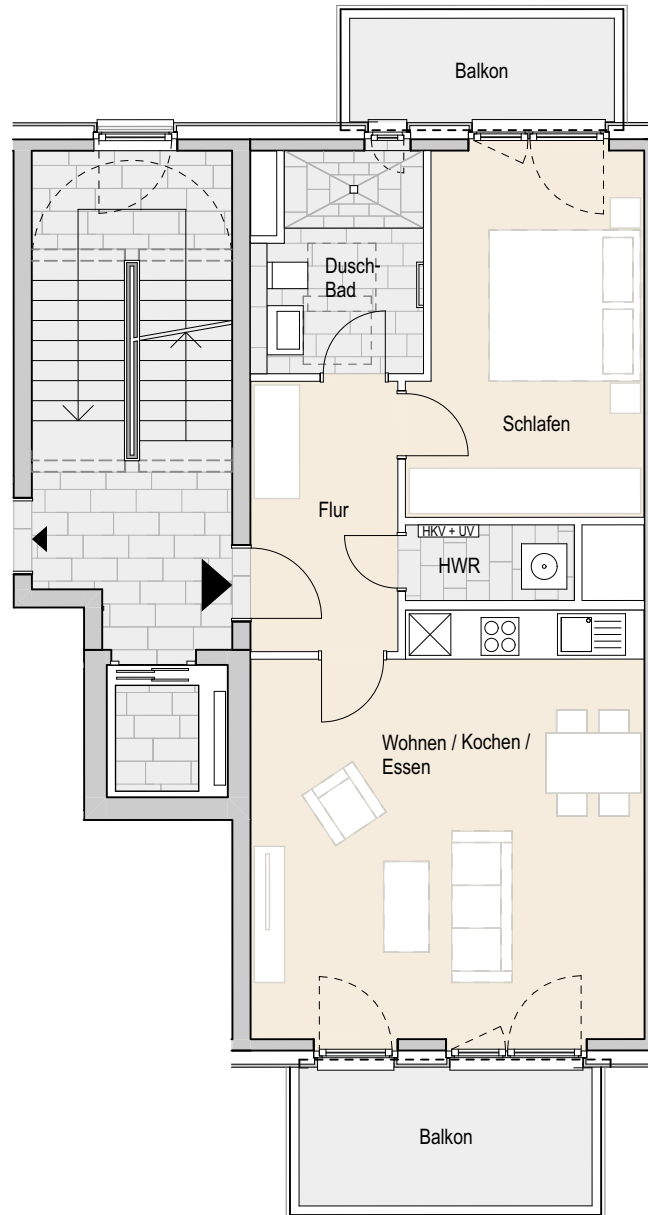 Balkon
Dusch-
Bad
Schlafen
Flur
HKV + UV
HWR
Wohnen / Kochen /
Essen
Balkon